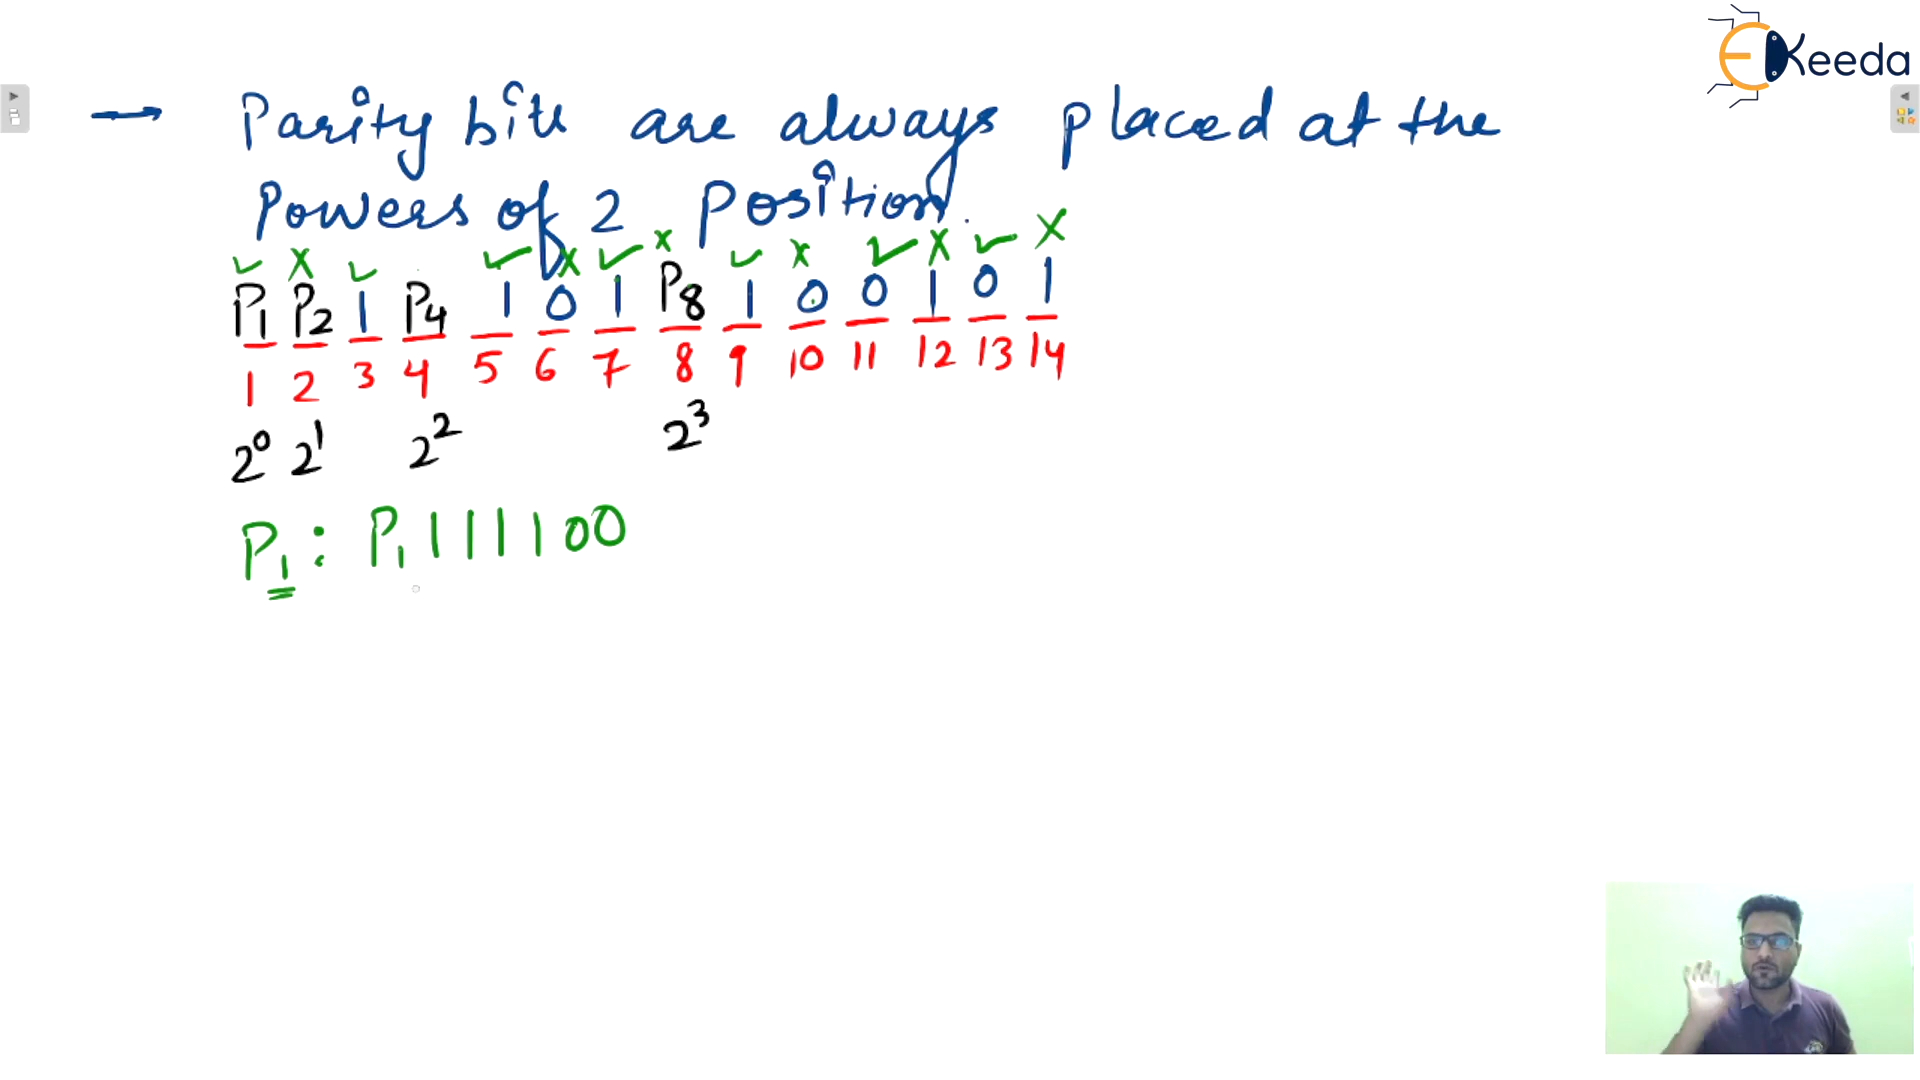 EKeeda
→ Parity bits are always placed at the
Powers of 2 Position.
✓ X ✓ ✓ X ✓ X ✓ X ✓ X ✓ X
P1 P2 1 P4 1 0 1 P8 1 0 0 1 0 1
1 2 3 4 5 6 7 8 9 10 11 12 13 14
2⁰ 2¹ 2² 2³
P₁ : P₁ 1 1 1 1 0 0